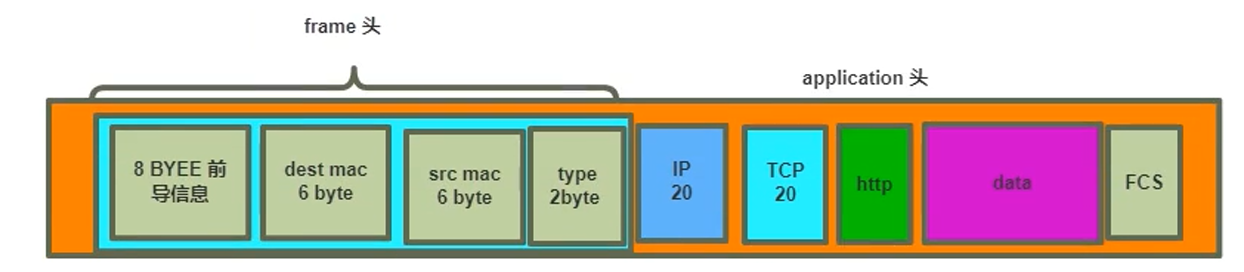 frame 头
application 头
8 BYEE 前
导信息
dest mac
6 byte
src mac
6 byte
type
2byte
IP
20
TCP
20
http
data
FCS